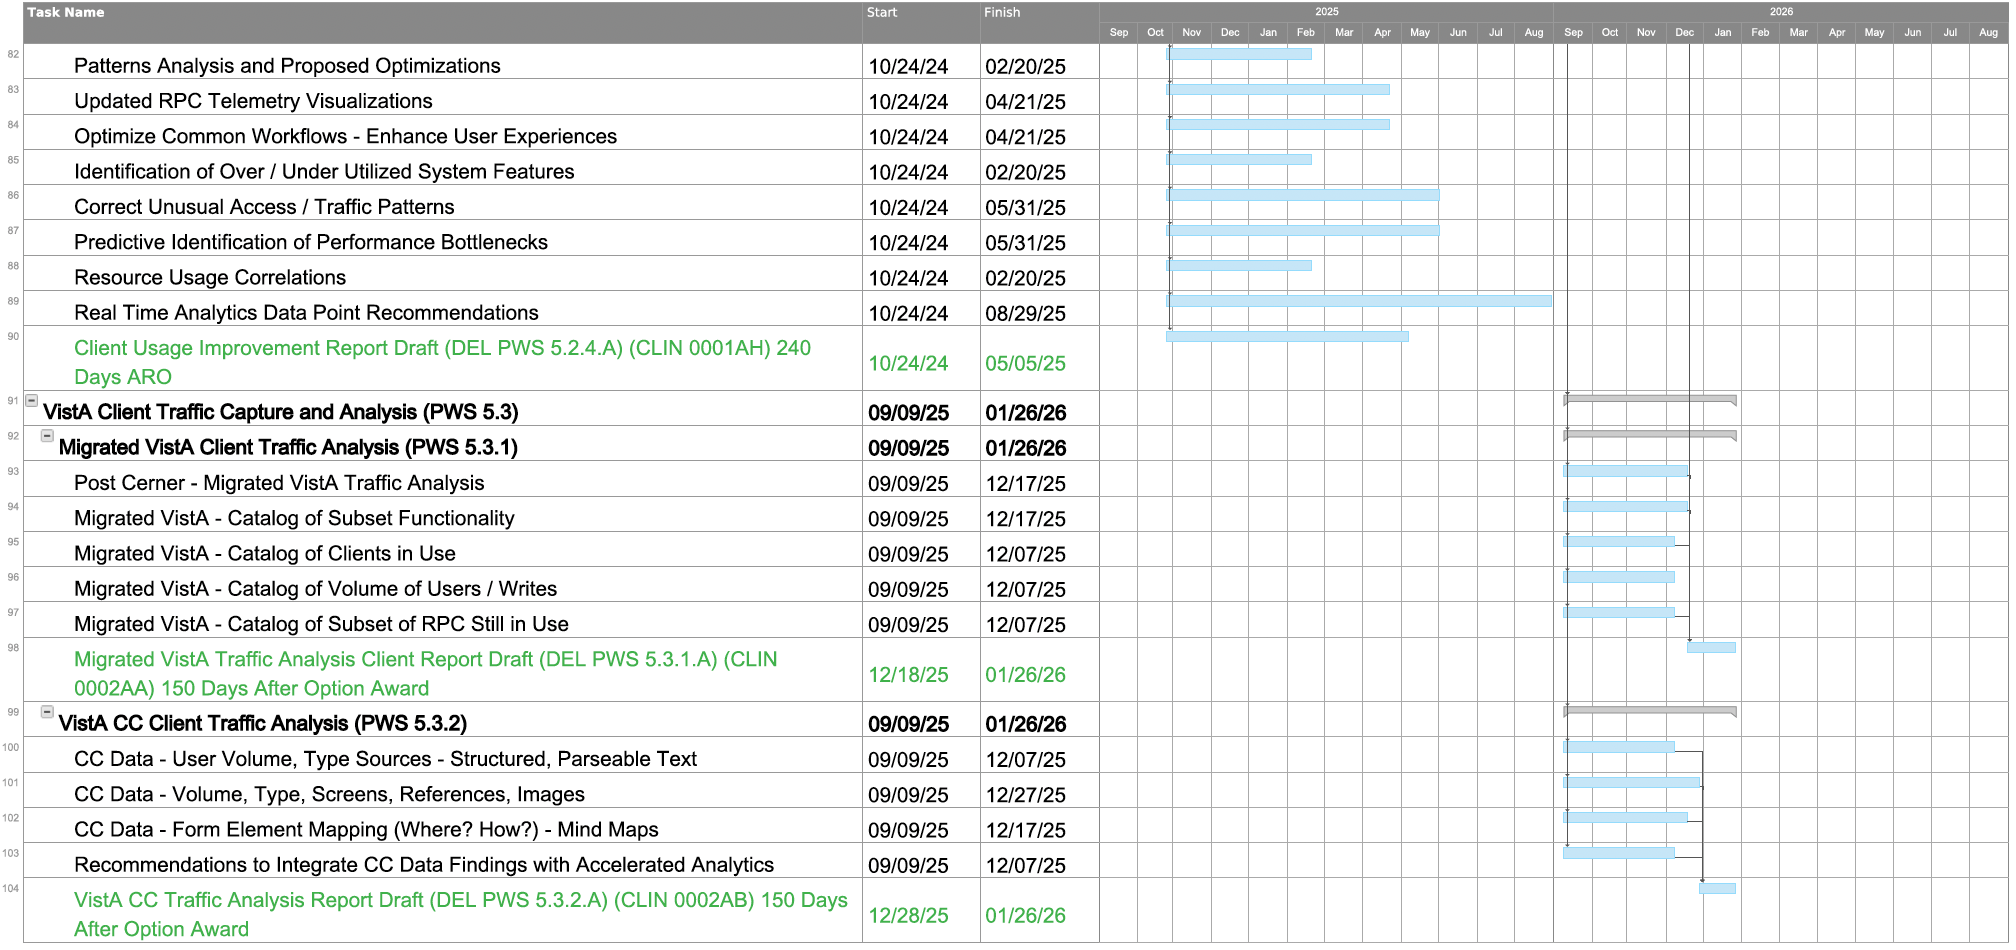 Task Name Start Finish 2025 2026
Sep Oct Nov Dec Jan Feb Mar Apr May Jun Jul Aug Sep Oct Nov Dec Jan Feb Mar Apr May Jun Jul Aug
82 Patterns Analysis and Proposed Optimizations 10/24/24 02/20/25
83 Updated RPC Telemetry Visualizations 10/24/24 04/21/25
84 Optimize Common Workflows - Enhance User Experiences 10/24/24 04/21/25
85 Identification of Over / Under Utilized System Features 10/24/24 02/20/25
86 Correct Unusual Access / Traffic Patterns 10/24/24 05/31/25
87 Predictive Identification of Performance Bottlenecks 10/24/24 05/31/25
88 Resource Usage Correlations 10/24/24 02/20/25
89 Real Time Analytics Data Point Recommendations 10/24/24 08/29/25
90 Client Usage Improvement Report Draft (DEL PWS 5.2.4.A) (CLIN 0001AH) 240
Days ARO 10/24/24 05/05/25
91 VistA Client Traffic Capture and Analysis (PWS 5.3) 09/09/25 01/26/26
92 Migrated VistA Client Traffic Analysis (PWS 5.3.1) 09/09/25 01/26/26
93 Post Cerner - Migrated VistA Traffic Analysis 09/09/25 12/17/25
94 Migrated VistA - Catalog of Subset Functionality 09/09/25 12/17/25
95 Migrated VistA - Catalog of Clients in Use 09/09/25 12/07/25
96 Migrated VistA - Catalog of Volume of Users / Writes 09/09/25 12/07/25
97 Migrated VistA - Catalog of Subset of RPC Still in Use 09/09/25 12/07/25
98 Migrated VistA Traffic Analysis Client Report Draft (DEL PWS 5.3.1.A) (CLIN
0002AA) 150 Days After Option Award 12/18/25 01/26/26
99 VistA CC Client Traffic Analysis (PWS 5.3.2) 09/09/25 01/26/26
100 CC Data - User Volume, Type Sources - Structured, Parseable Text 09/09/25 12/07/25
101 CC Data - Volume, Type, Screens, References, Images 09/09/25 12/27/25
102 CC Data - Form Element Mapping (Where? How?) - Mind Maps 09/09/25 12/17/25
103 Recommendations to Integrate CC Data Findings with Accelerated Analytics 09/09/25 12/07/25
104 VistA CC Traffic Analysis Report Draft (DEL PWS 5.3.2.A) (CLIN 0002AB) 150 Days
After Option Award 12/28/25 01/26/26